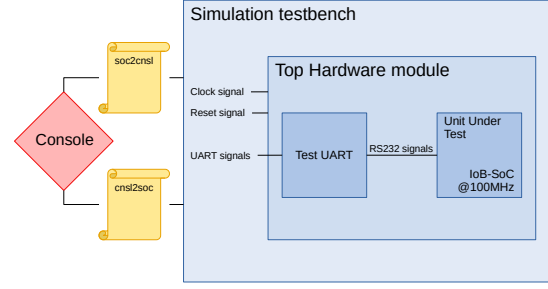 Simulation testbench
soc2cnsl
Top Hardware module
Clock signal
Reset signal
Unit Under
Test
Console
UART signals
Test UART
RS232 signals
IoB-SoC
@100MHz
cnsl2soc